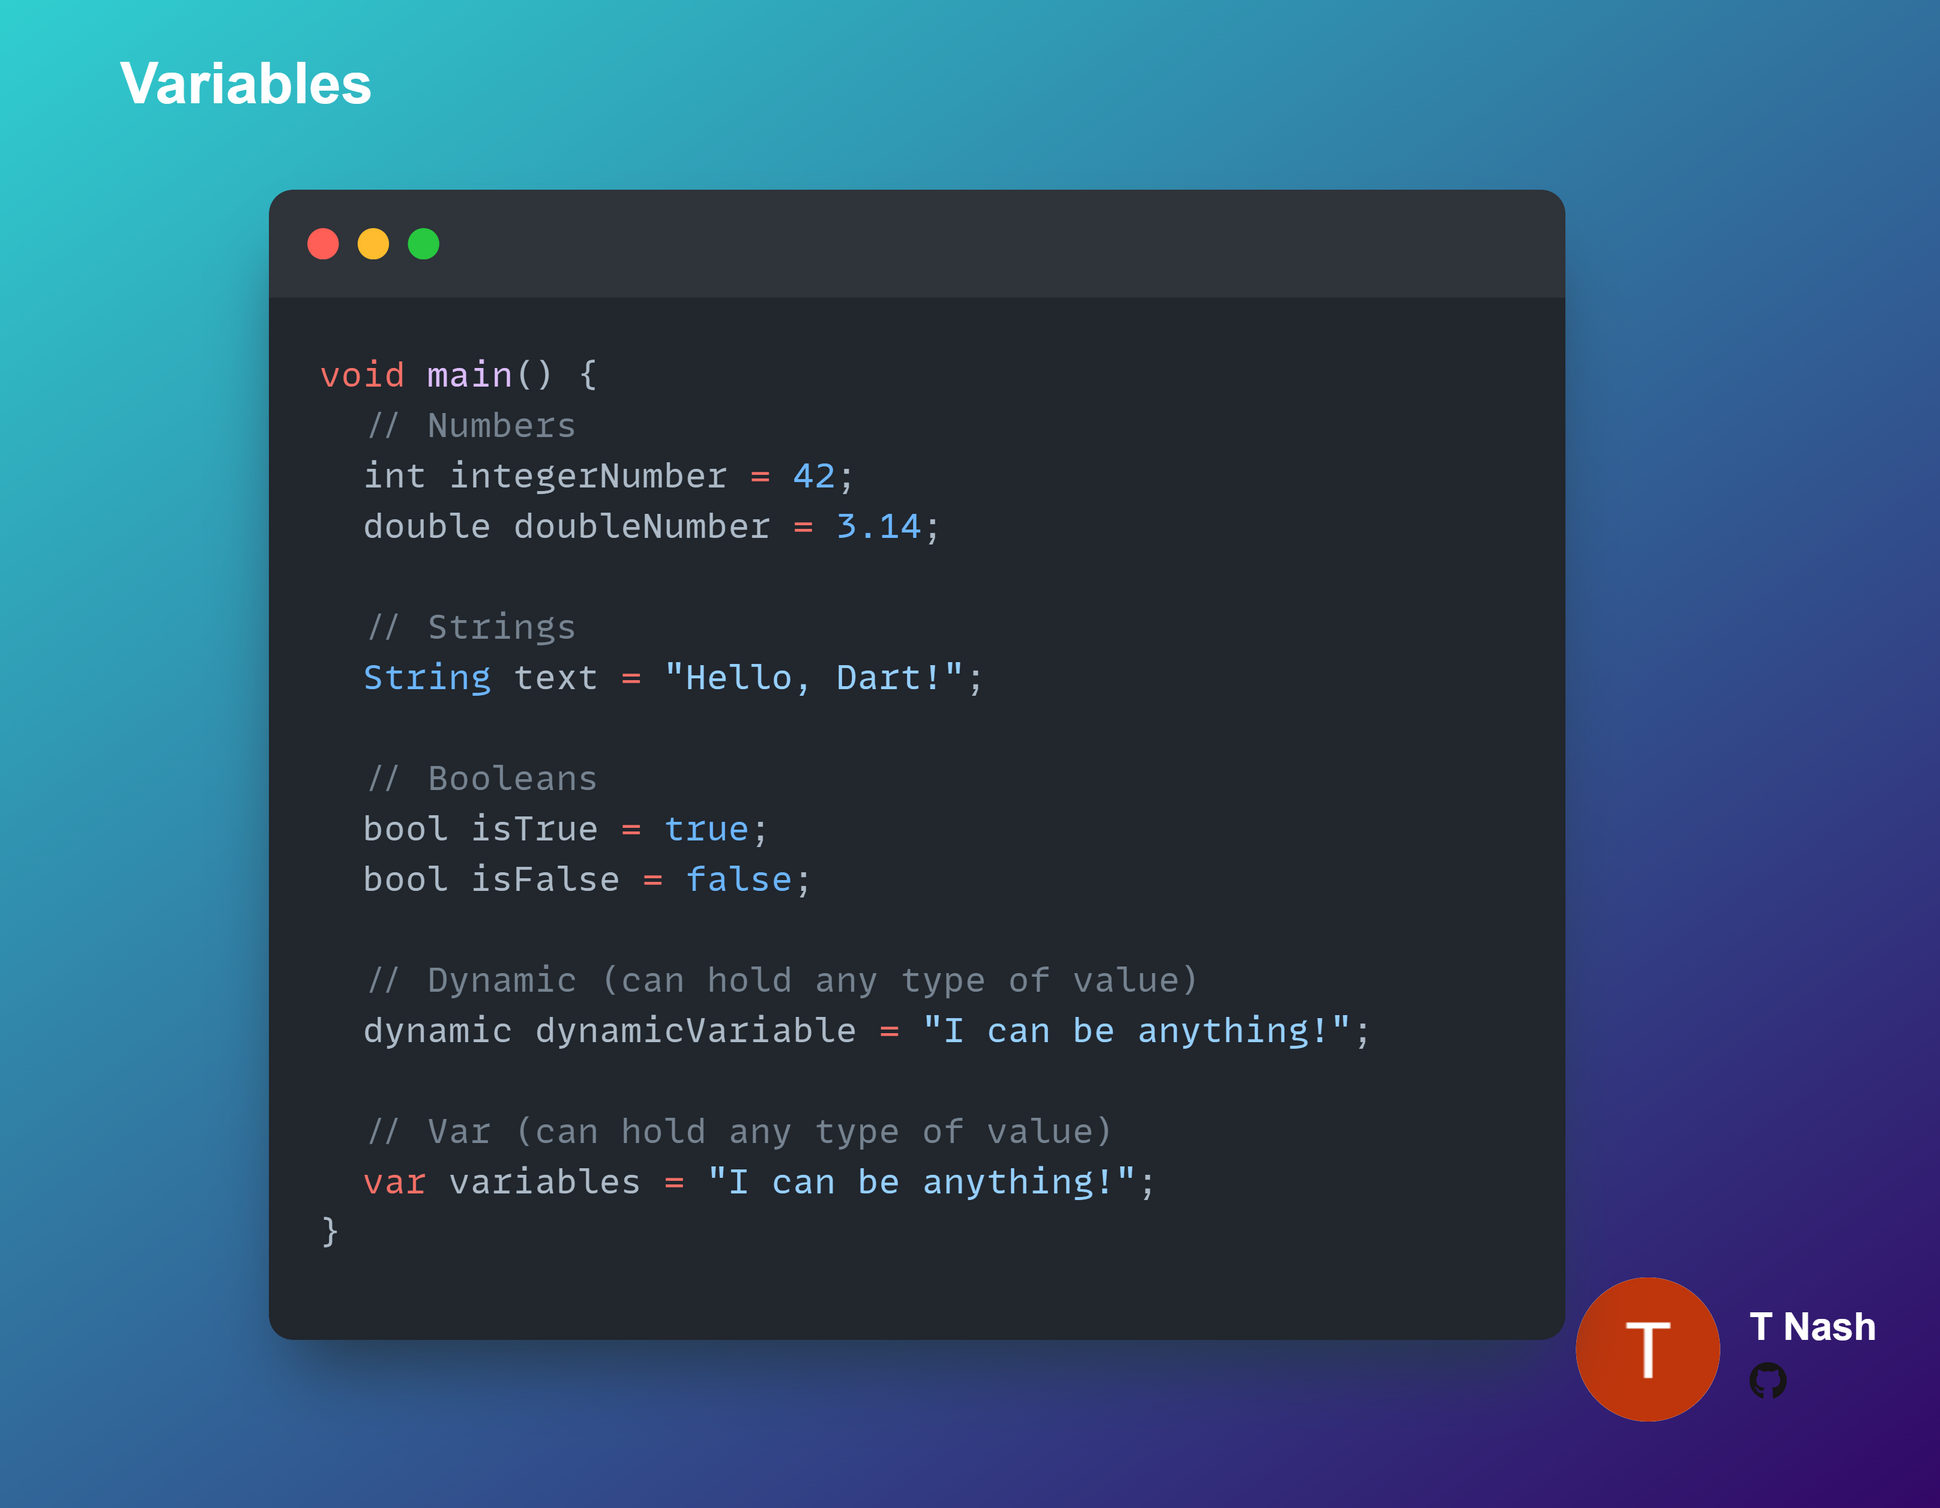 Variables
void main() {
  // Numbers
  int integerNumber = 42;
  double doubleNumber = 3.14;
  // Strings
  String text = "Hello, Dart!";
  // Booleans
  bool isTrue = true;
  bool isFalse = false;
  // Dynamic (can hold any type of value)
  dynamic dynamicVariable = "I can be anything!";
  // Var (can hold any type of value)
  var variables = "I can be anything!";
}
T
T Nash